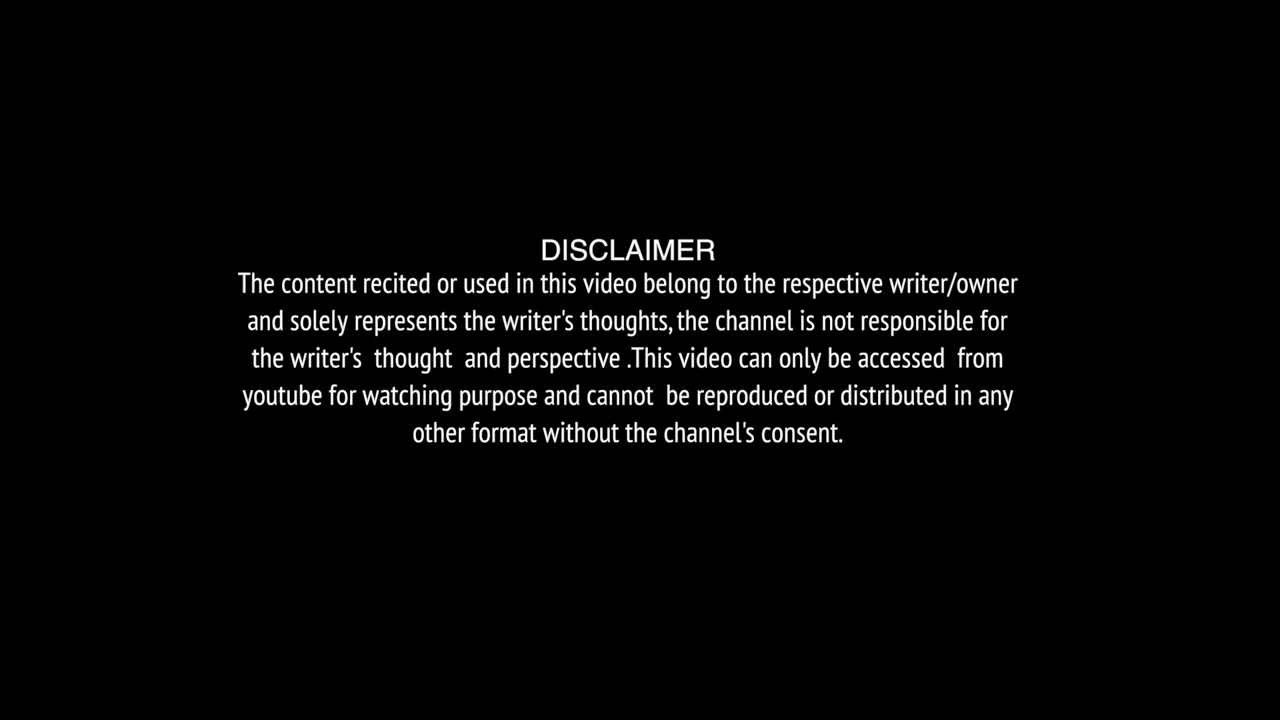 DISCLAIMER
The content recited or used in this video belong to the respective writer/owner
and solely represents the writer's thoughts, the channel is not responsible for
the writer's  thought  and perspective .This video can only be accessed  from
youtube for watching purpose and cannot  be reproduced or distributed in any
other format without the channel's consent.